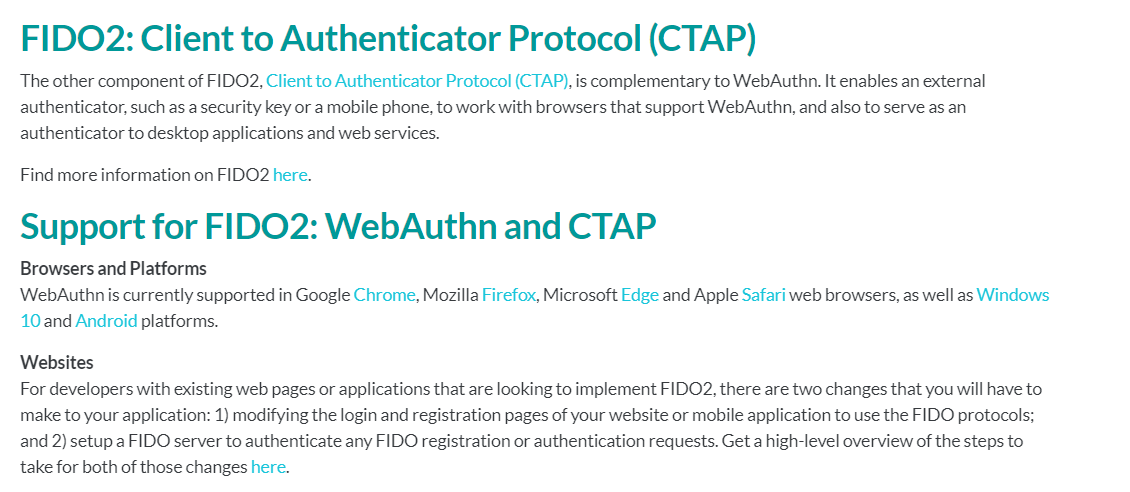 FIDO2: Client to Authenticator Protocol (CTAP)
The other component of FIDO2, Client to Authenticator Protocol (CTAP), is complementary to WebAuthn. It enables an external
authenticator, such as a security key or a mobile phone, to work with browsers that support WebAuthn, and also to serve as an
authenticator to desktop applications and web services.
Find more information on FIDO2 here.
Support for FIDO2: WebAuthn and CTAP
Browsers and Platforms
WebAuthn is currently supported in Google Chrome, Mozilla Firefox, Microsoft Edge and Apple Safari web browsers, as well as Windows
10 and Android platforms.
Websites
For developers with existing web pages or applications that are looking to implement FIDO2, there are two changes that you will have to
make to your application: 1) modifying the login and registration pages of your website or mobile application to use the FIDO protocols;
and 2) setup a FIDO server to authenticate any FIDO registration or authentication requests. Get a high-level overview of the steps to
take for both of those changes here.